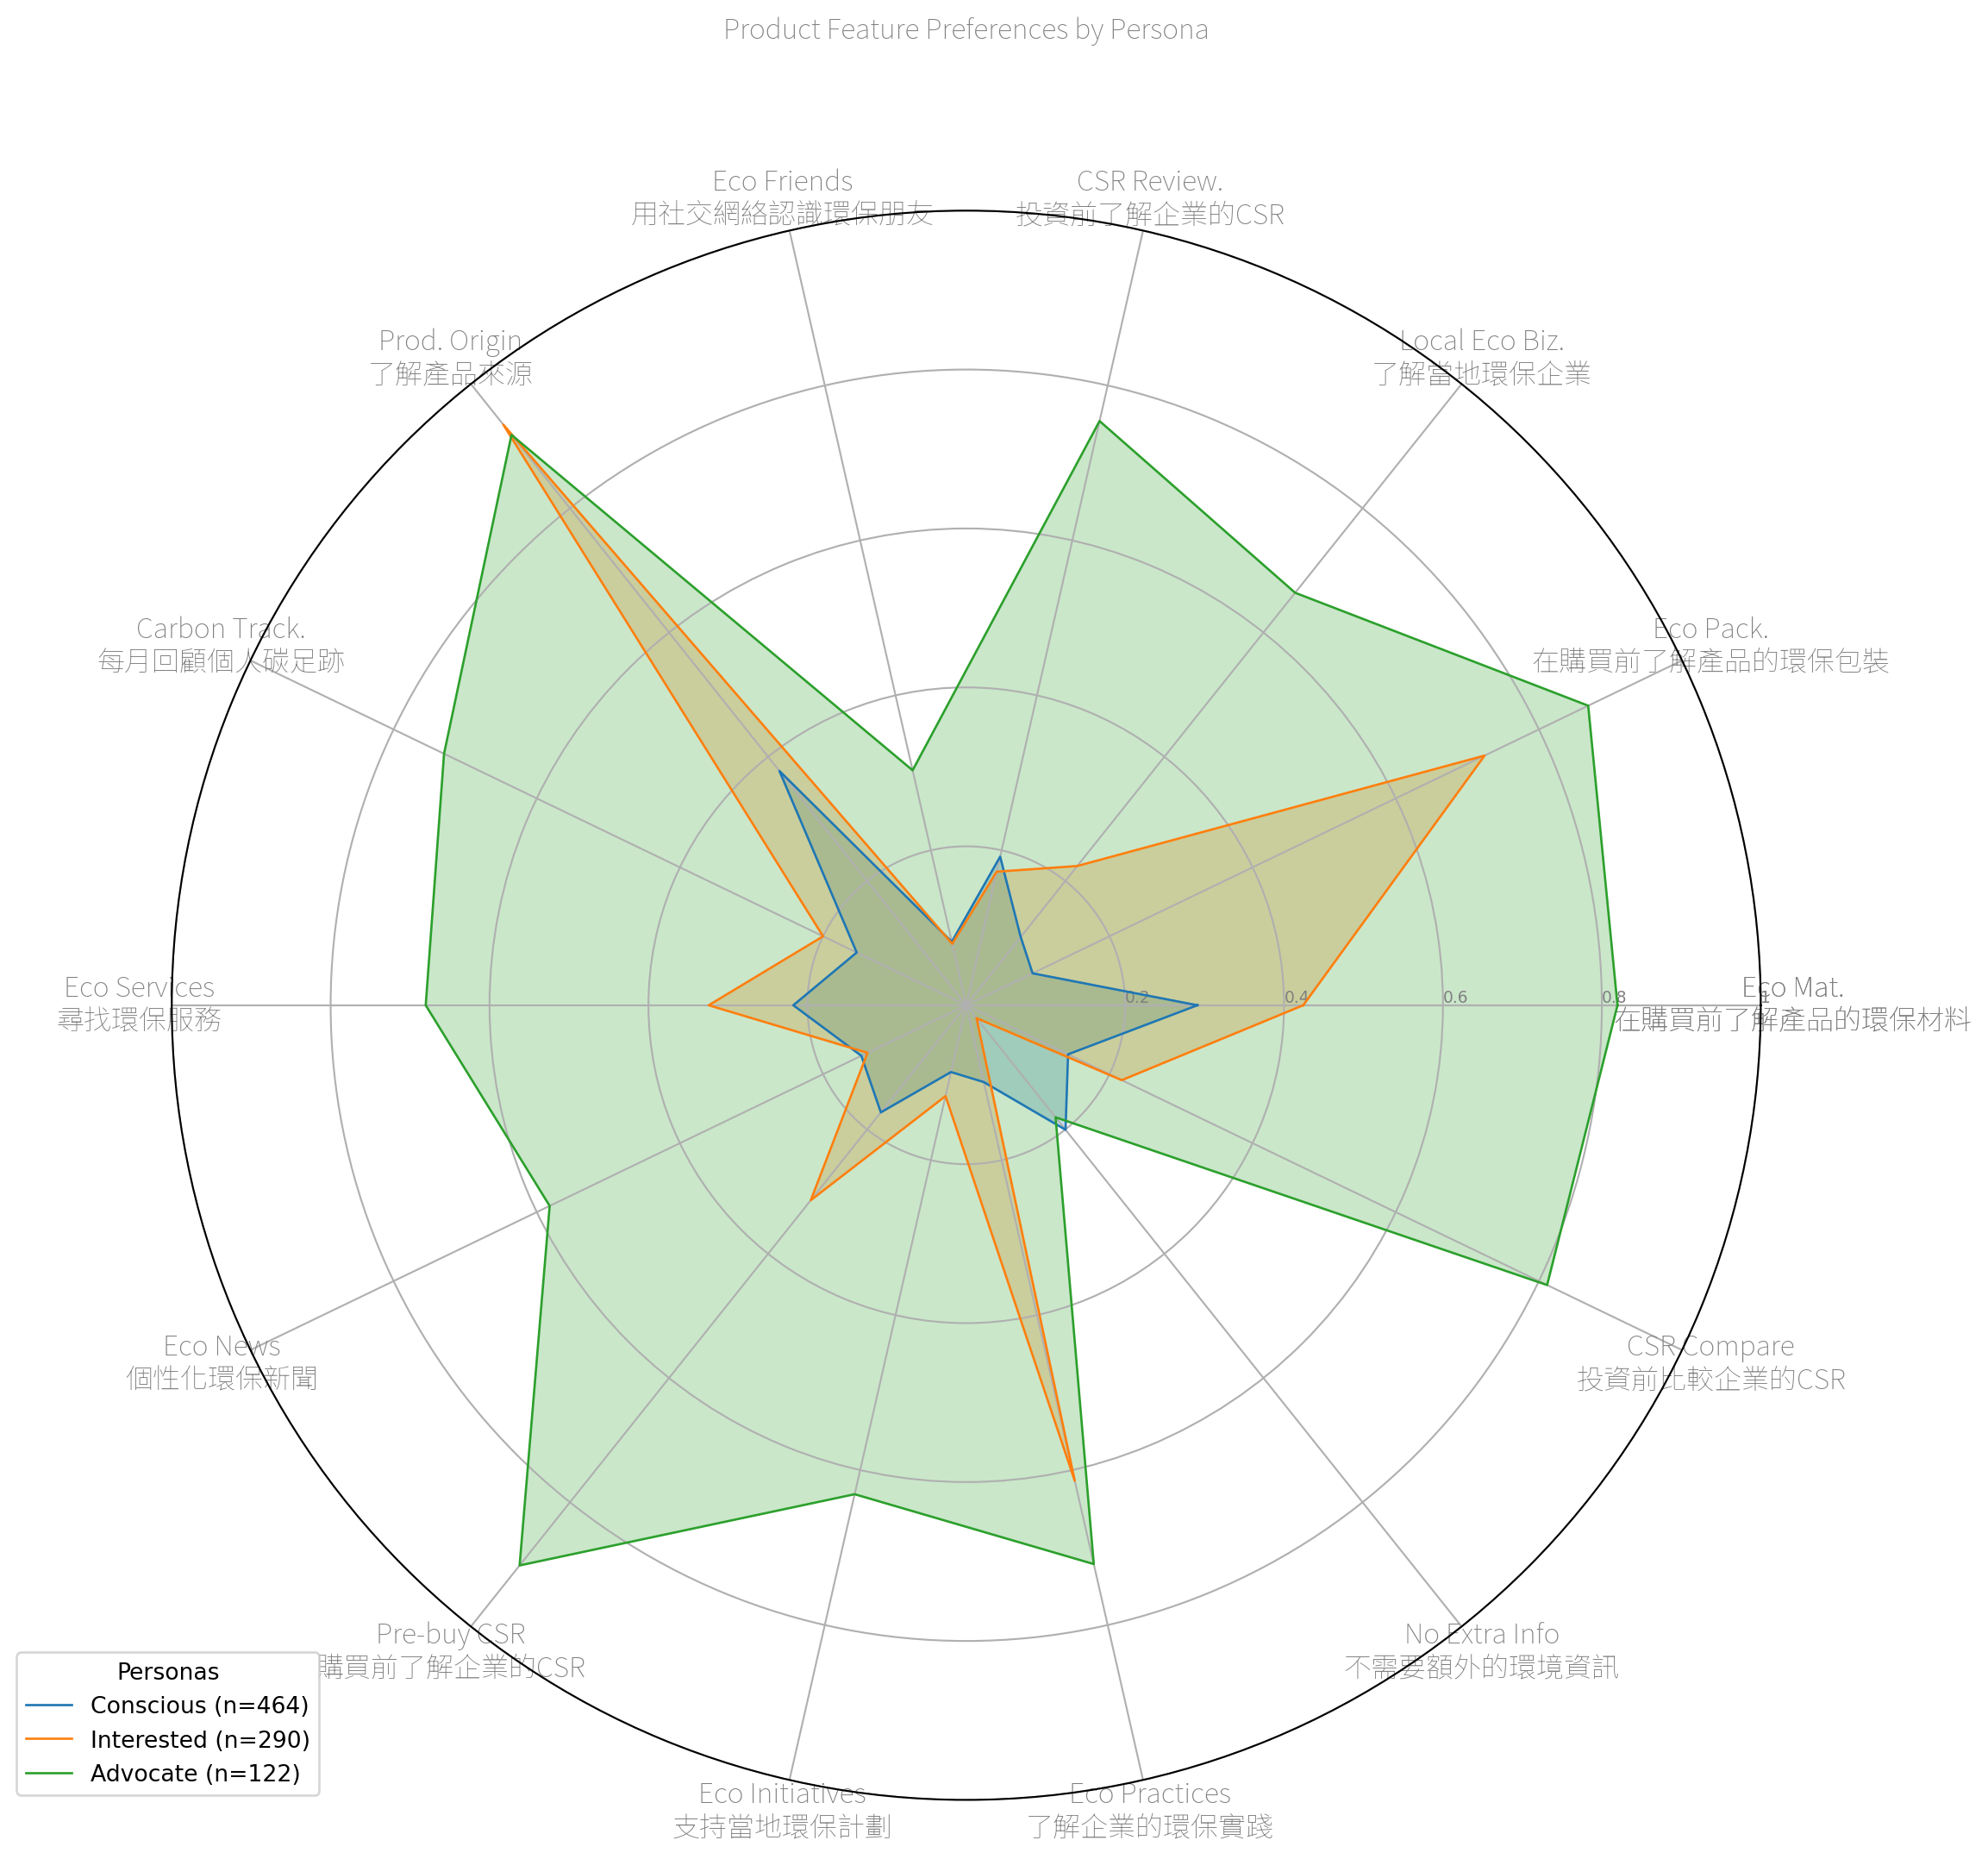 Product Feature Preferences by Persona
Eco Friends
用社交網絡認識環保朋友
CSR Review.
投資前了解企業的CSR
Prod. Origin
了解產品來源
Local Eco Biz.
了解當地環保企業
Carbon Track.
每月回顧個人碳足跡
Eco Pack.
在購買前了解產品的環保包裝
Eco Services
尋找環保服務
0.2
0.4
0.6
0.8
1
Eco Mat.
在購買前了解產品的環保材料
Eco News
個性化環保新聞
CSR Compare
投資前比較企業的CSR
Pre-buy CSR
購買前了解企業的CSR
No Extra Info
不需要額外的環境資訊
Eco Initiatives
支持當地環保計劃
Eco Practices
了解企業的環保實踐
Personas
Conscious (n=464)
Interested (n=290)
Advocate (n=122)